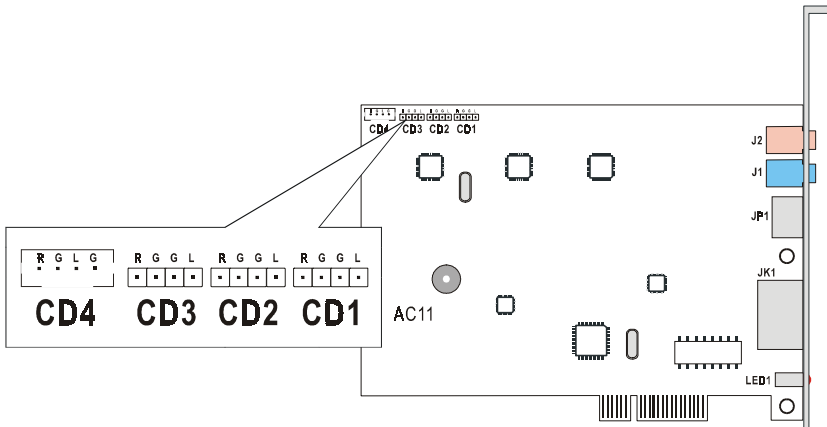 CD4 CD3 CD2 CD1
J2
J1
JP1
JK1
R G L G R G G L R G G L R G G L
CD4 CD3 CD2 CD1
AC11
LED1